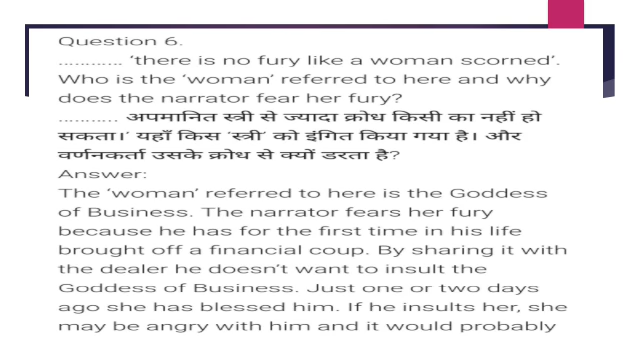 Question 6.
............ ‘there is no fury like a woman scorned’.
Who is the ‘woman’ referred to here and why
does the narrator fear her fury?
........... अपमानित स्त्री से ज्यादा क्रोध किसी का नहीं हो
सकता।’ यहाँ किस ‘स्त्री’ को इंगित किया गया है। और
वर्णनकर्ता उसके क्रोध से क्यों डरता है?
Answer:
The ‘woman’ referred to here is the Goddess
of Business. The narrator fears her fury
because he has for the first time in his life
brought off a financial coup. By sharing it with
the dealer he doesn’t want to insult the
Goddess of Business. Just one or two days
ago she has blessed him. If he insults her, she
may be angry with him and it would probably